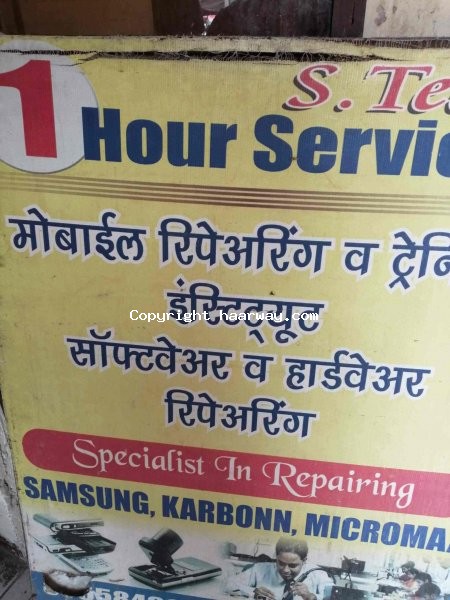 S. Te
1 Hour Servic
मोबाईल रिपेअरिंग व ट्रेनि
इंस्टिट्यूट
Copyright haarway.com
सॉफ्टवेअर व हार्डवेअर
रिपेअरिंग
Specialist In Repairing
SAMSUNG, KARBONN, MICROMA